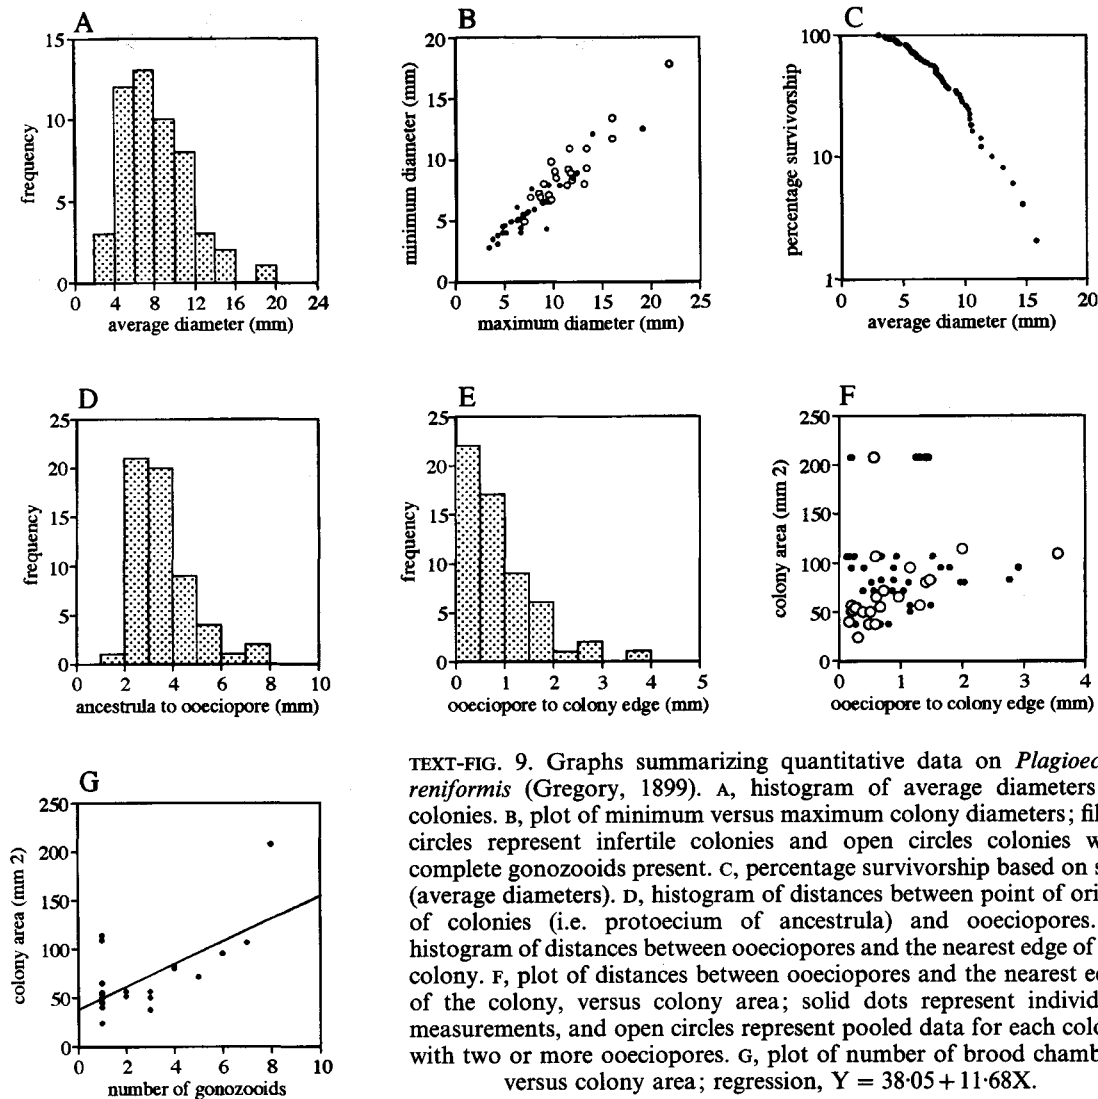 A
15
10
5
0
frequency
0 4 8 12 16 20 24
average diameter (mm)
B
20
15
10
5
0
minimum diameter (mm)
0 5 10 15 20 25
maximum diameter (mm)
C
100
10
1
percentage survivorship
0 5 10 15 20
average diameter (mm)
D
25
20
15
10
5
0
frequency
0 2 4 6 8 10
ancestrula to ooeciopore (mm)
E
25
20
15
10
5
0
frequency
0 1 2 3 4 5
ooeciopore to colony edge (mm)
F
250
200
150
100
50
0
colony area (mm 2)
0 1 2 3 4
ooeciopore to colony edge (mm)
G
250
200
150
100
50
0
colony area (mm 2)
0 2 4 6 8 10
number of gonozooids
TEXT-FIG. 9. Graphs summarizing quantitative data on Plagioec
reniformis (Gregory, 1899). A, histogram of average diameters
colonies. B, plot of minimum versus maximum colony diameters; fil
circles represent infertile colonies and open circles colonies w
complete gonozooids present. C, percentage survivorship based on s
(average diameters). D, histogram of distances between point of ori
of colonies (i.e. protoecium of ancestrula) and ooeciopores.
histogram of distances between ooeciopores and the nearest edge of
colony. F, plot of distances between ooeciopores and the nearest e
of the colony, versus colony area; solid dots represent individ
measurements, and open circles represent pooled data for each colo
with two or more ooeciopores. G, plot of number of brood chamb
versus colony area; regression, Y = 38·05+11·68X.